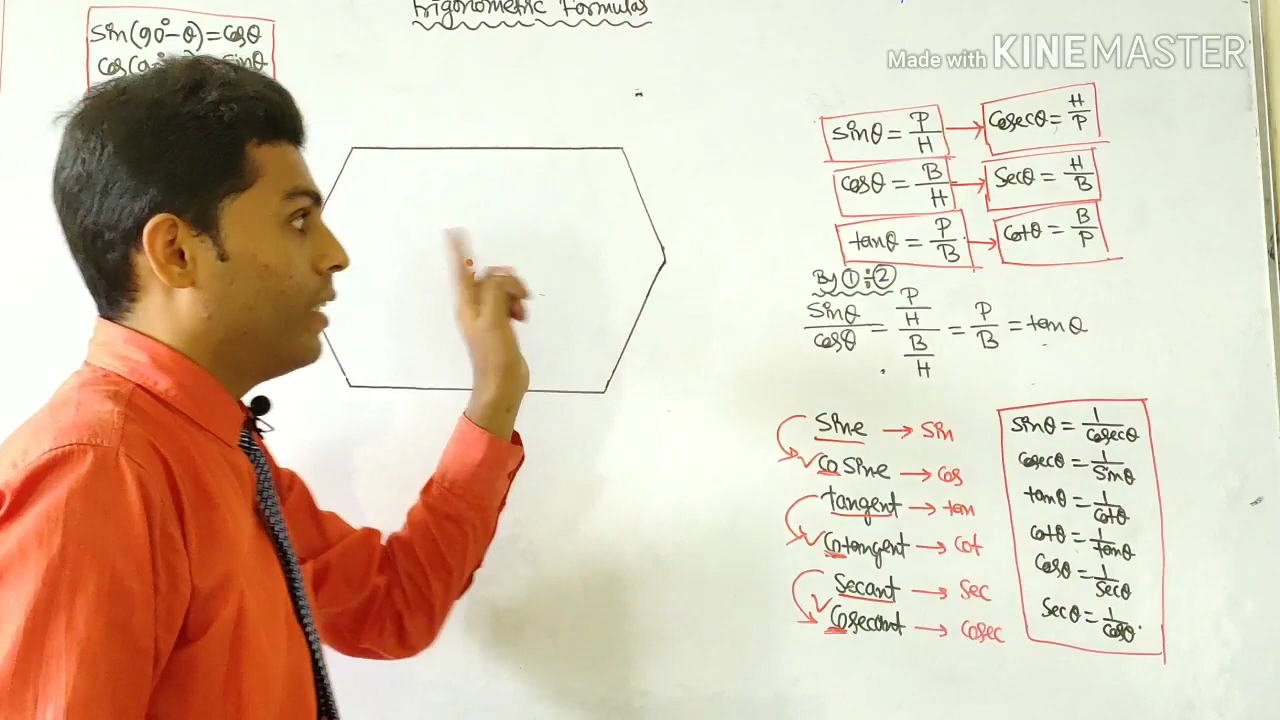 Trigonometric Formulas
sin(90°-θ)=cosθ
sinθ
Made with KINEMASTER
sinθ = P/H → cosecθ = H/P
cosθ = B/H → secθ = H/B
tanθ = P/B → cotθ = B/P
By ① ÷ ②
sinθ/cosθ = P/H / B/H = P/B = tanθ
sine → sin
cosine → cos
tangent → tan
cotangent → cot
secant → sec
cosecant → cosec
sinθ = 1/cosecθ
cosecθ = 1/sinθ
tanθ = 1/cotθ
cotθ = 1/tanθ
cosθ = 1/secθ
secθ = 1/cosθ